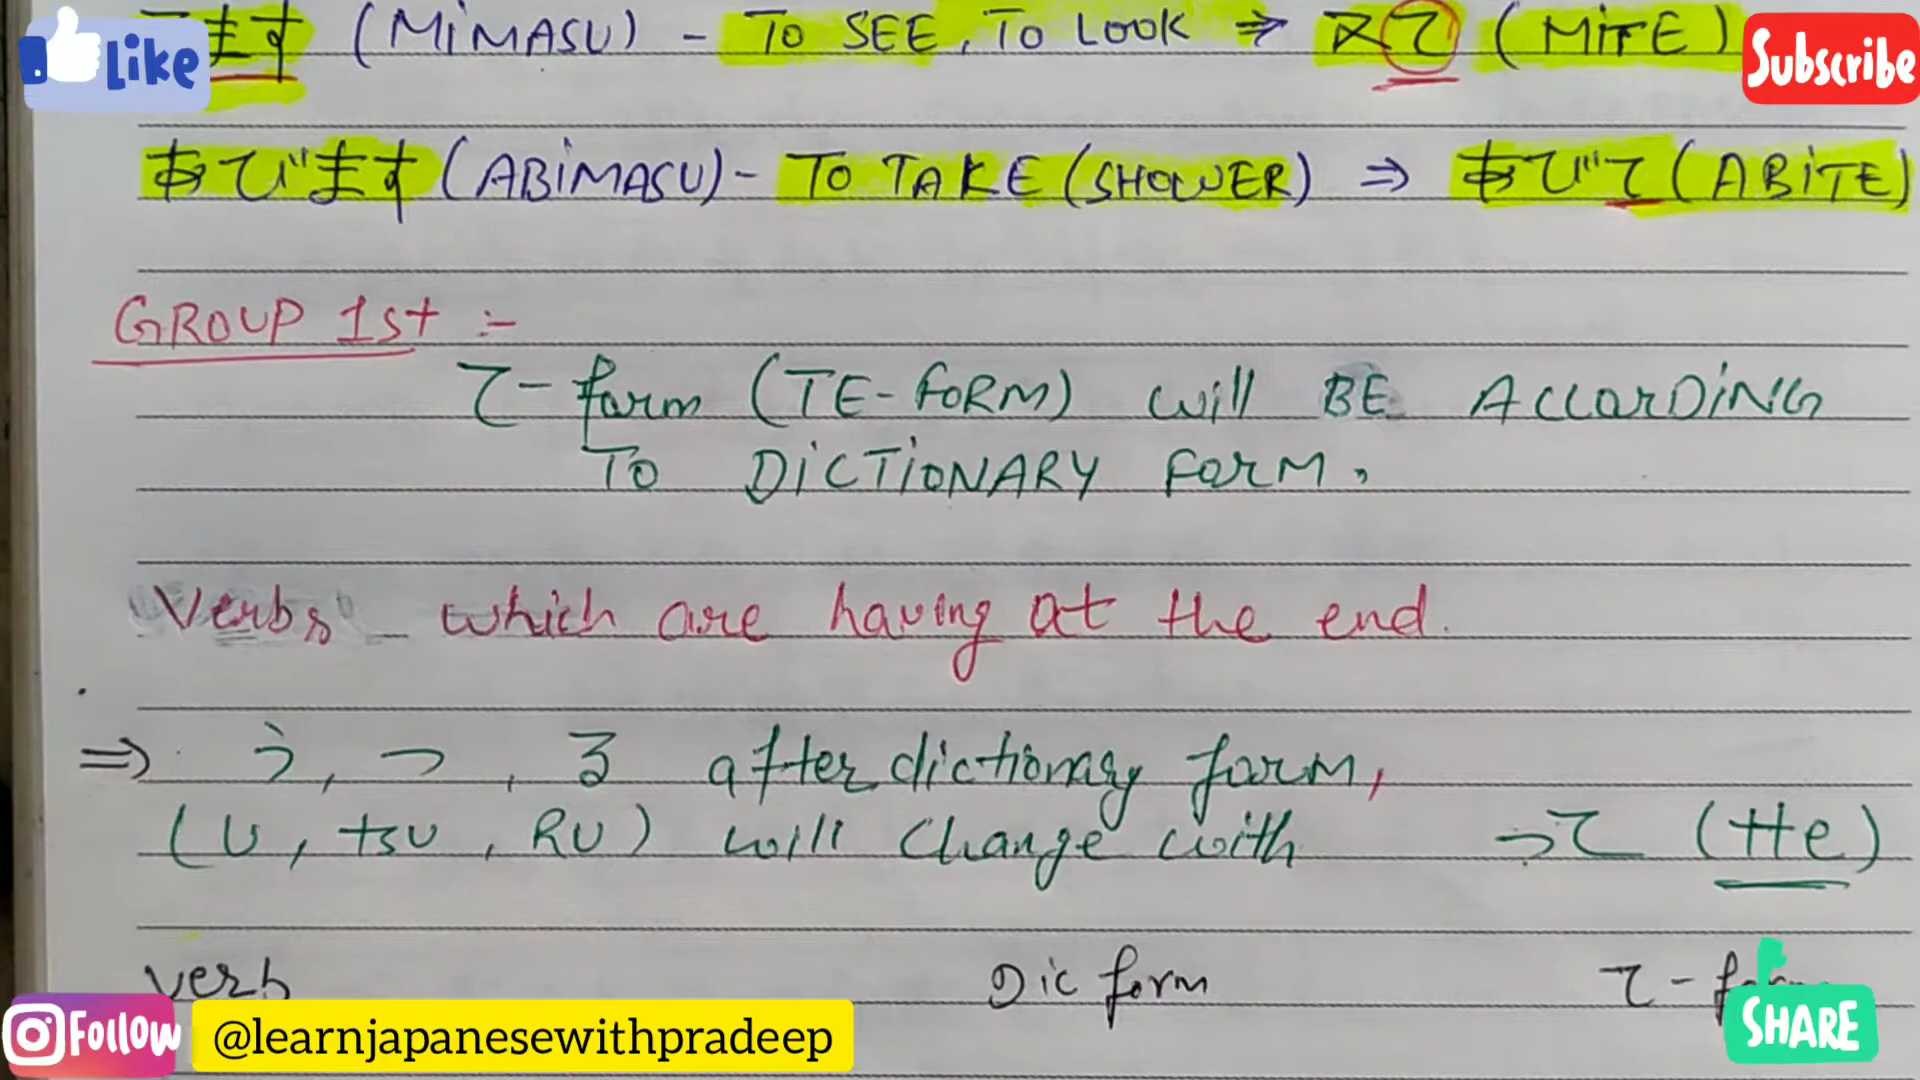 ます (MiMASU) - TO SEE, TO LOOK ⇒ みて (MiTE)
Like
Subscribe
あびます (ABiMASU) - TO TAKE (SHOWER) ⇒ あびて (ABiTE)
GROUP 1st :-
て-form (TE-FORM) will BE ACCORDiNG
TO DiCTiONARY FORM.
"Verbs" which are having at the end.
⇒ う, つ, る after dictionary form,
(U, tsU, RU) will Change with →って (tte)
verb Dic form て-form
Follow
@learnjapanesewithpradeep
SHARE